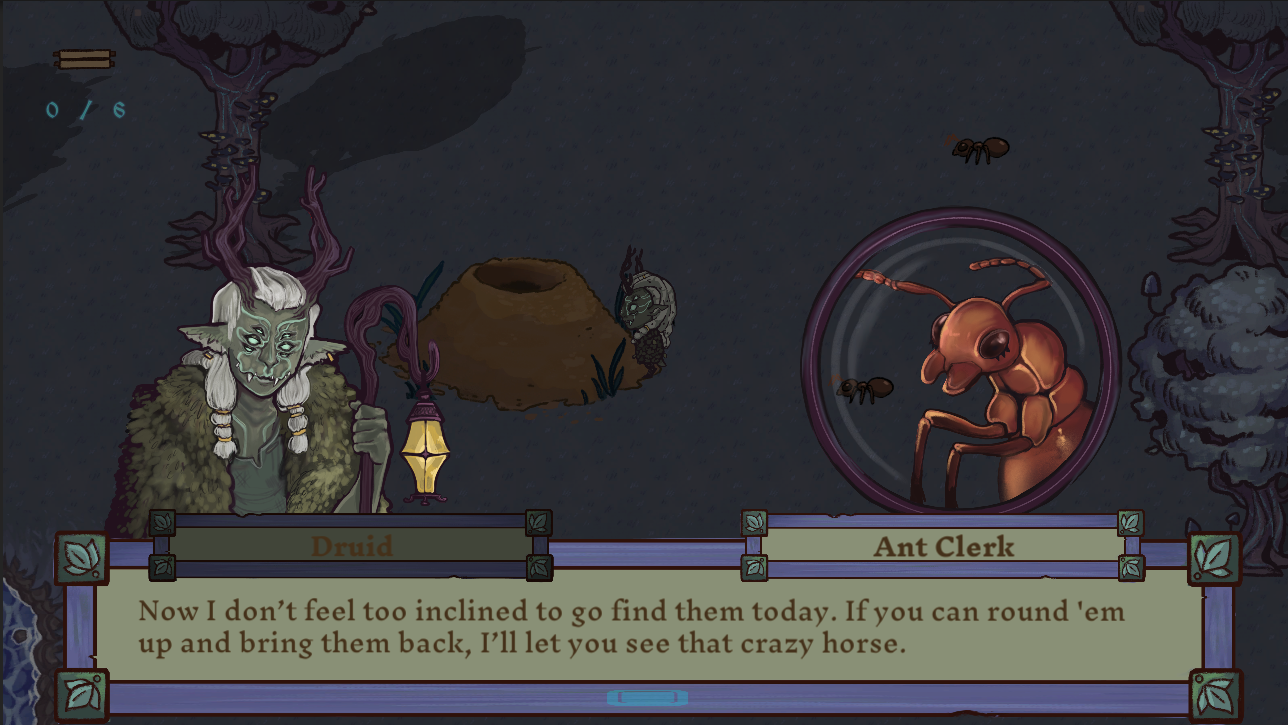 0 / 6
Druid
Ant Clerk
Now I don’t feel too inclined to go find them today. If you can round 'em
up and bring them back, I’ll let you see that crazy horse.